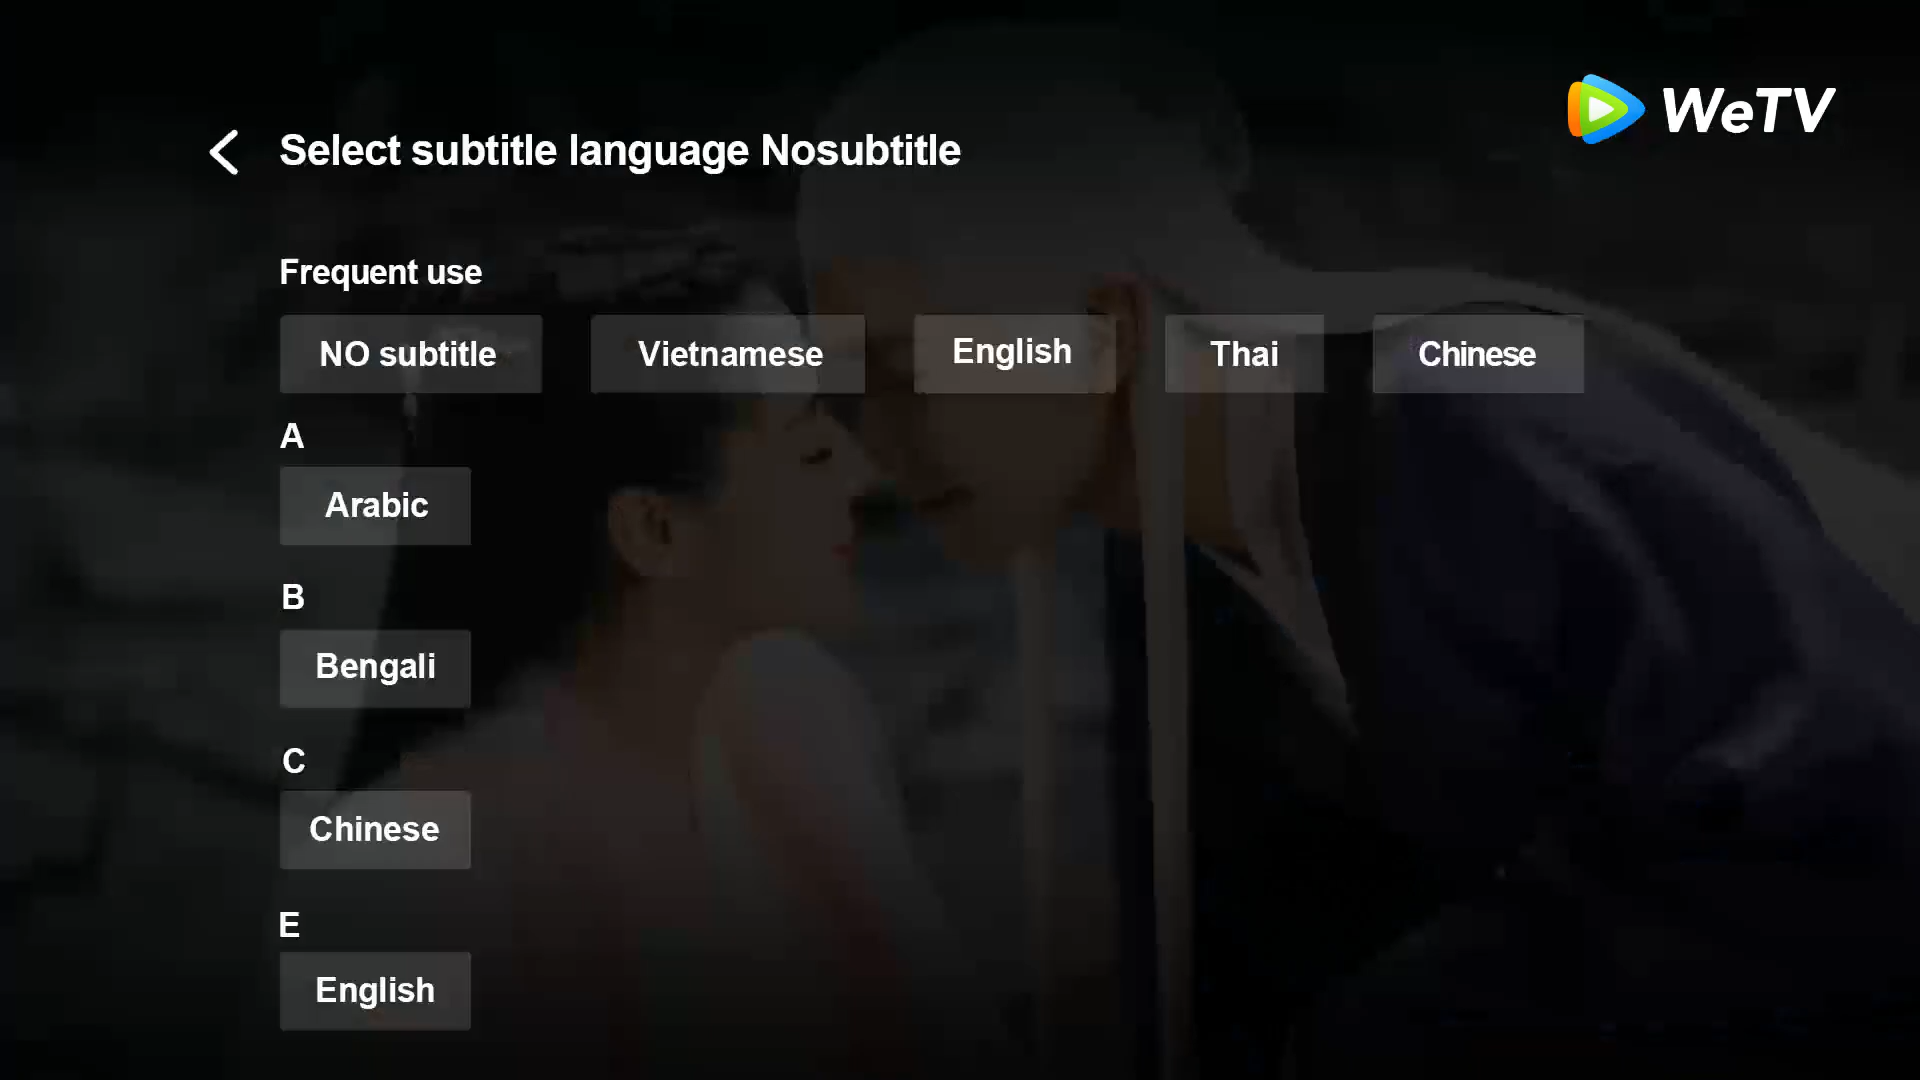 WeTV
Select subtitle language Nosubtitle
Frequent use
NO subtitle Vietnamese English Thai Chinese
A
Arabic
B
Bengali
C
Chinese
E
English